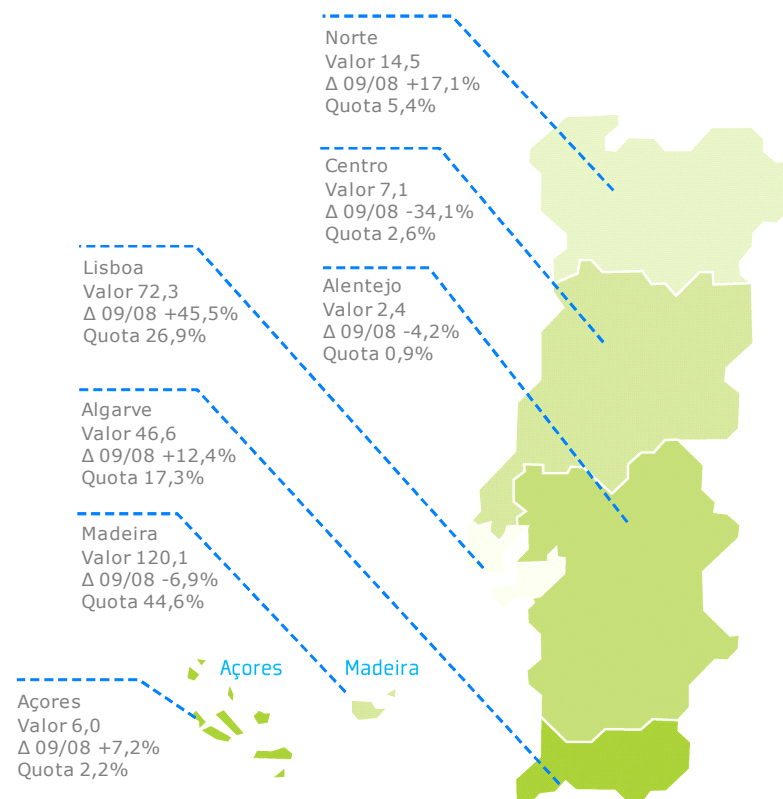 Norte
Valor 14,5
Δ 09/08 +17,1%
Quota 5,4%
Centro
Valor 7,1
Δ 09/08 -34,1%
Quota 2,6%
Lisboa
Valor 72,3
Δ 09/08 +45,5%
Quota 26,9%
Alentejo
Valor 2,4
Δ 09/08 -4,2%
Quota 0,9%
Algarve
Valor 46,6
Δ 09/08 +12,4%
Quota 17,3%
Madeira
Valor 120,1
Δ 09/08 -6,9%
Quota 44,6%
Açores
Madeira
Açores
Valor 6,0
Δ 09/08 +7,2%
Quota 2,2%